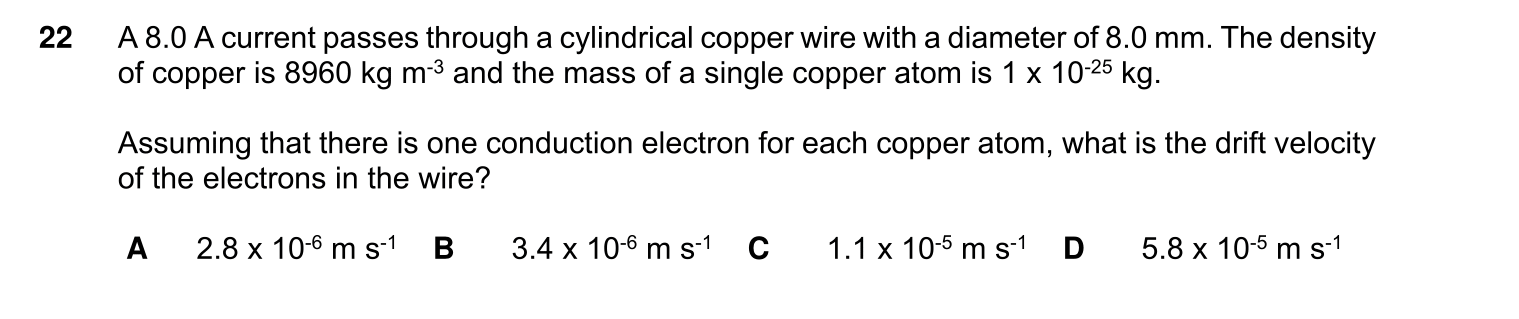 22 A 8.0 A current passes through a cylindrical copper wire with a diameter of 8.0 mm. The density
of copper is 8960 kg m⁻³ and the mass of a single copper atom is 1 x 10⁻²⁵ kg.
Assuming that there is one conduction electron for each copper atom, what is the drift velocity
of the electrons in the wire?
A 2.8 x 10⁻⁶ m s⁻¹ B 3.4 x 10⁻⁶ m s⁻¹ C 1.1 x 10⁻⁵ m s⁻¹ D 5.8 x 10⁻⁵ m s⁻¹